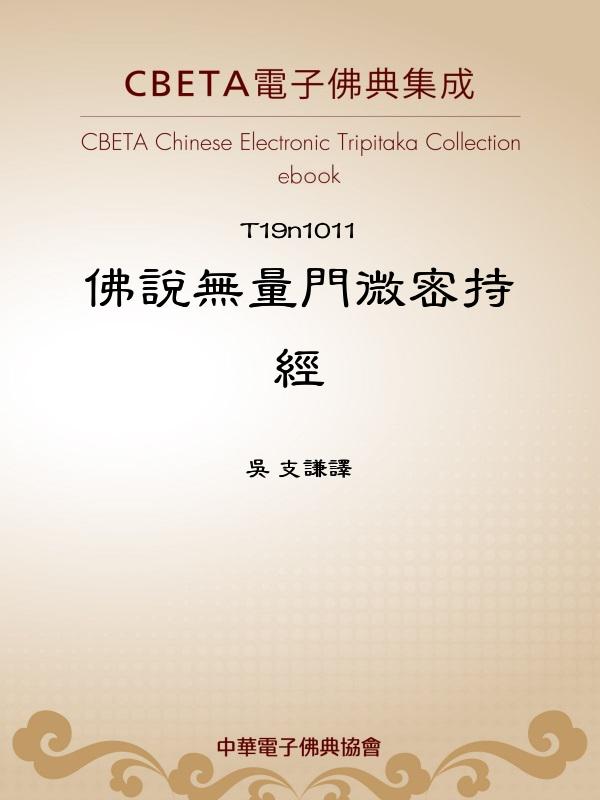 CBETA電子佛典集成
CBETA Chinese Electronic Tripitaka Collection
ebook
T19n1011
佛說無量門微密持
經
吳 支謙譯
中華電子佛典協會